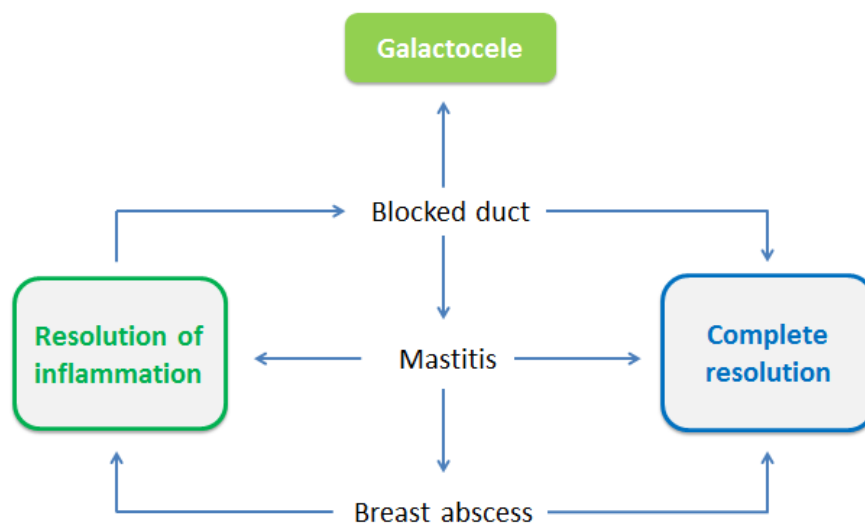 Galactocele
Blocked duct
Resolution of
inflammation
Mastitis
Complete
resolution
Breast abscess